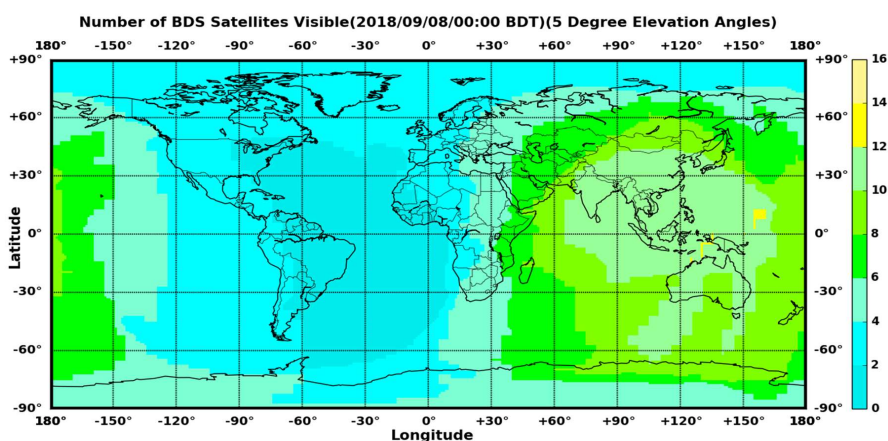 Number of BDS Satellites Visible(2018/09/08/00:00 BDT)(5 Degree Elevation Angles)
180° -150° -120° -90° -60° -30° 0° +30° +60° +90° +120° +150° 180°
+90° +90° 16
14
+60° +60°
12
+30° +30°
10
0° 0° 8
6
-30° -30°
4
-60° -60°
2
-90° -90° 0
180° -150° -120° -90° -60° -30° 0° +30° +60° +90° +120° +150° 180°
Latitude
Longitude